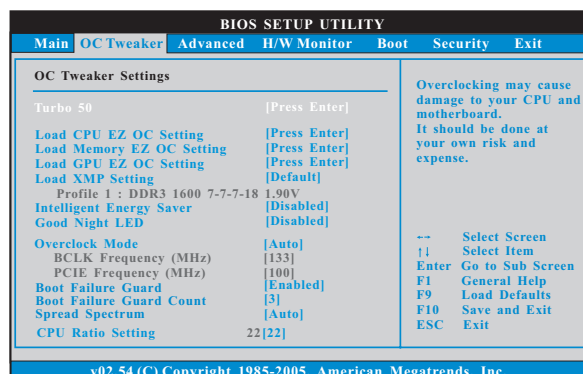 BIOS SETUP UTILITY
Main OC Tweaker Advanced H/W Monitor Boot Security Exit
OC Tweaker Settings
Turbo 50 [Press Enter]
Load CPU EZ OC Setting [Press Enter]
Load Memory EZ OC Setting [Press Enter]
Load GPU EZ OC Setting [Press Enter]
Load XMP Setting [Default]
Profile 1 : DDR3 1600 7-7-7-18 1.90V
Intelligent Energy Saver [Disabled]
Good Night LED [Disabled]
Overclock Mode [Auto]
BCLK Frequency (MHz) [133]
PCIE Frequency (MHz) [100]
Boot Failure Guard [Enabled]
Boot Failure Guard Count [3]
Spread Spectrum [Auto]
CPU Ratio Setting 22[22]
Overclocking may cause
damage to your CPU and
motherboard.
It should be done at
your own risk and
expense.
←→ Select Screen
↑↓ Select Item
Enter Go to Sub Screen
F1 General Help
F9 Load Defaults
F10 Save and Exit
ESC Exit
v02.54 (C) Copyright 1985-2005, American Megatrends, Inc.